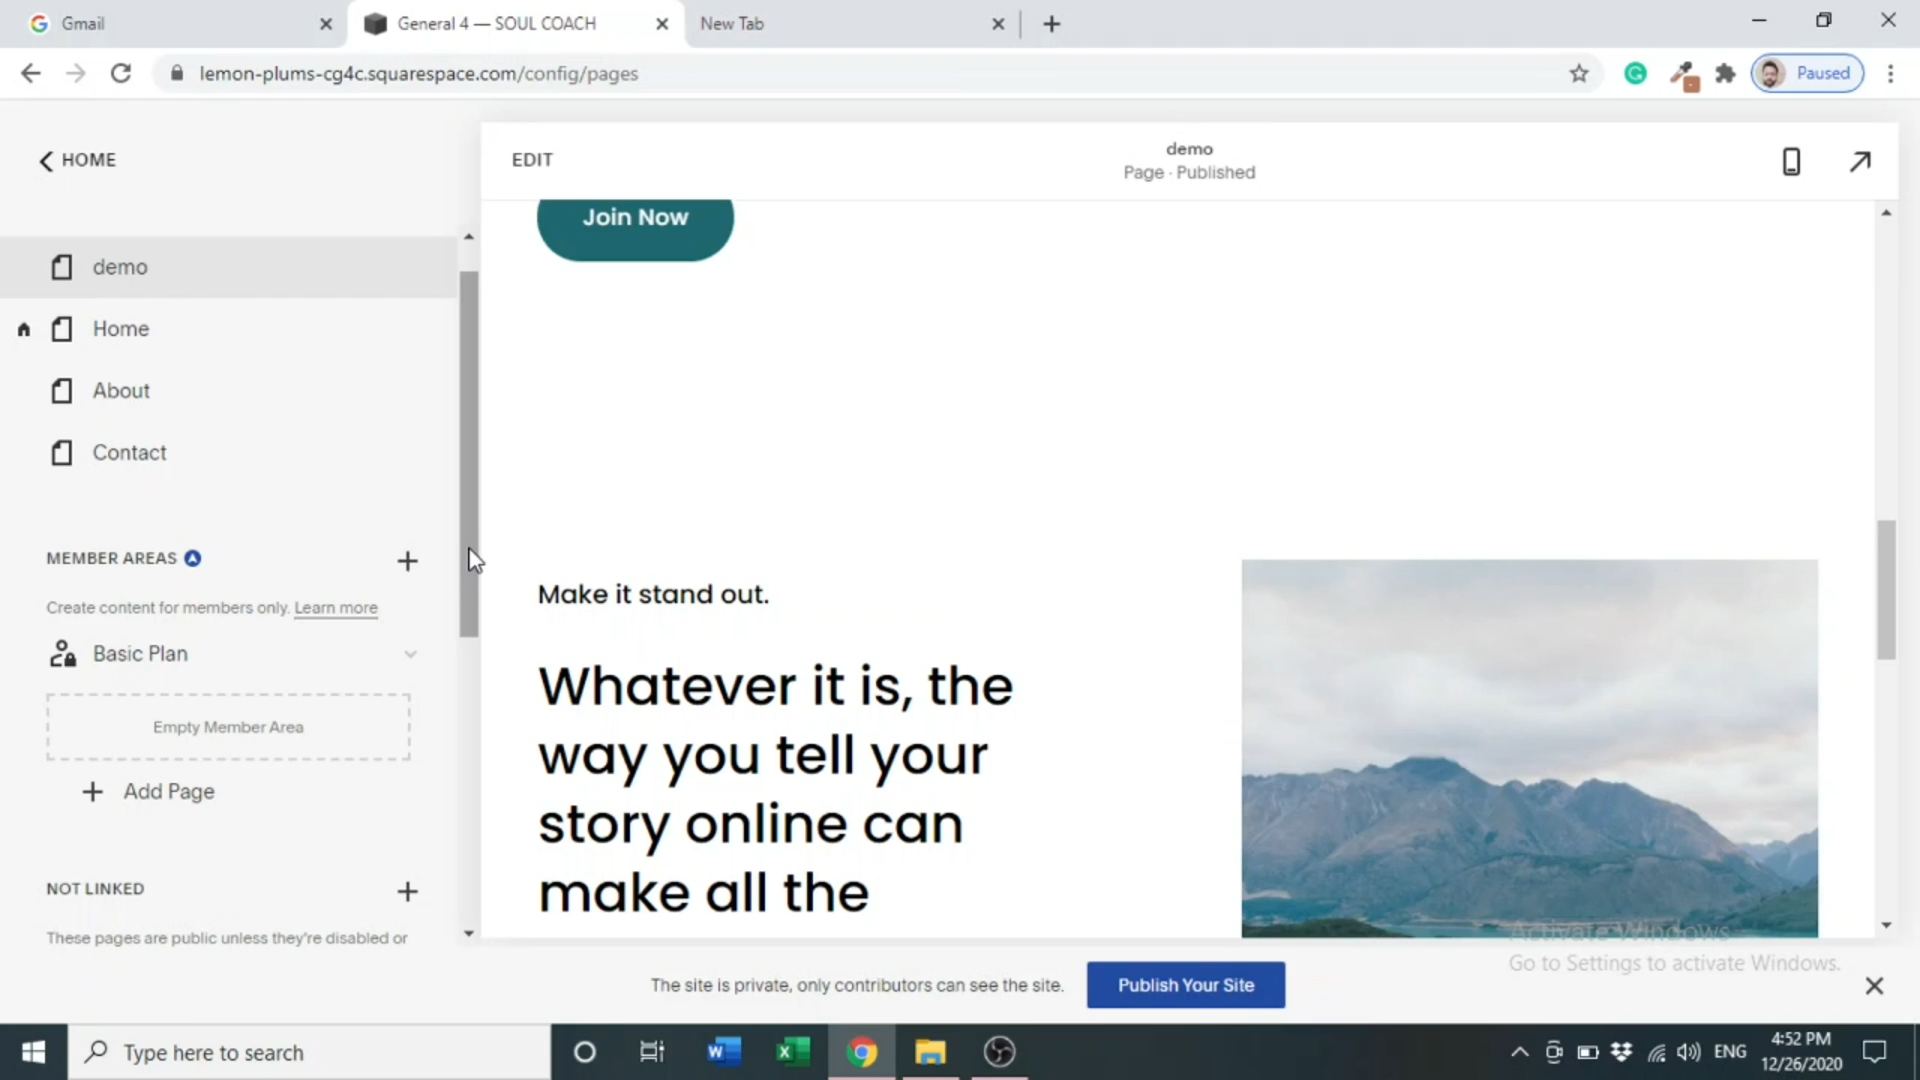 Gmail
General 4 — SOUL COACH
New Tab
lemon-plums-cg4c.squarespace.com/config/pages
Paused
HOME
EDIT
demo
Page · Published
demo
Home
About
Contact
MEMBER AREAS
Create content for members only. Learn more
Basic Plan
Empty Member Area
Add Page
NOT LINKED
These pages are public unless they're disabled or
Join Now
Make it stand out.
Whatever it is, the
way you tell your
story online can
make all the
Activate Windows
Go to Settings to activate Windows.
The site is private, only contributors can see the site.
Publish Your Site
Type here to search
ENG
4:52 PM
12/26/2020